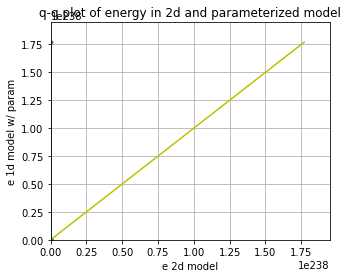 q-q plot of energy in 2d and parameterized model
1e238
1.75
1.50
1.25
1.00
0.75
0.50
0.25
0.00
e 1d model w/ param
0.00 0.25 0.50 0.75 1.00 1.25 1.50 1.75
1e238
e 2d model